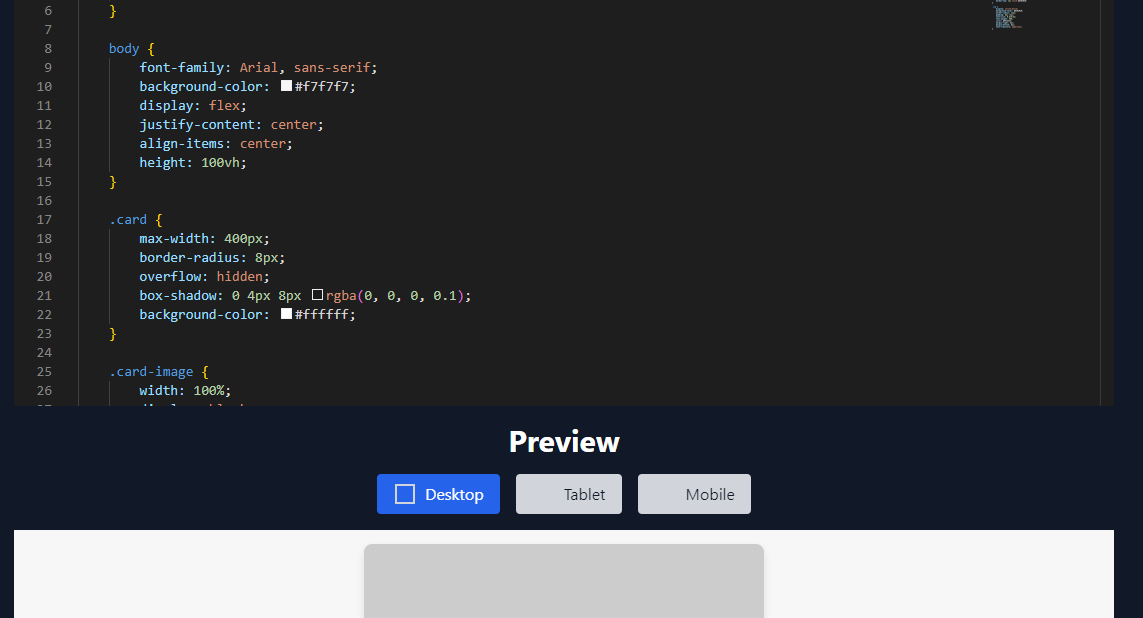 6 }
7
8 body {
9 font-family: Arial, sans-serif;
10 background-color: #f7f7f7;
11 display: flex;
12 justify-content: center;
13 align-items: center;
14 height: 100vh;
15 }
16
17 .card {
18 max-width: 400px;
19 border-radius: 8px;
20 overflow: hidden;
21 box-shadow: 0 4px 8px rgba(0, 0, 0, 0.1);
22 background-color: #ffffff;
23 }
24
25 .card-image {
26 width: 100%;
Preview
Desktop Tablet Mobile